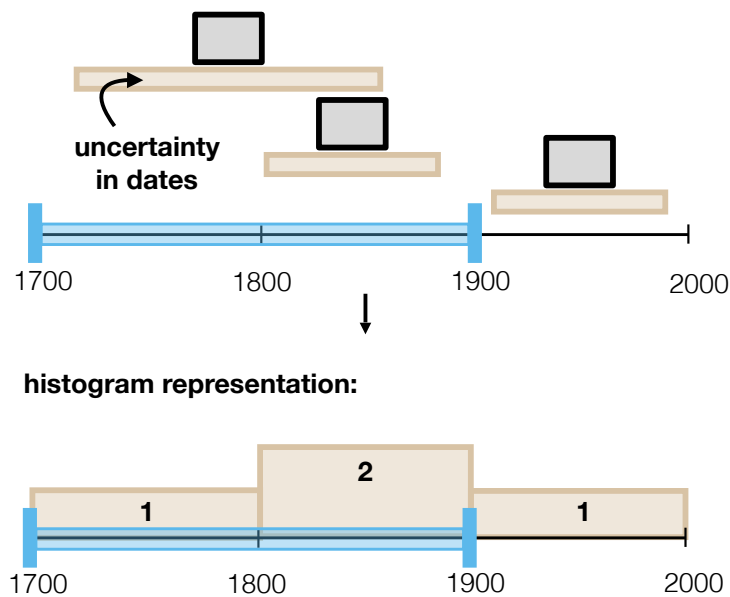 uncertainty
in dates
1700 1800 1900 2000
histogram representation:
1 2 1
1700 1800 1900 2000